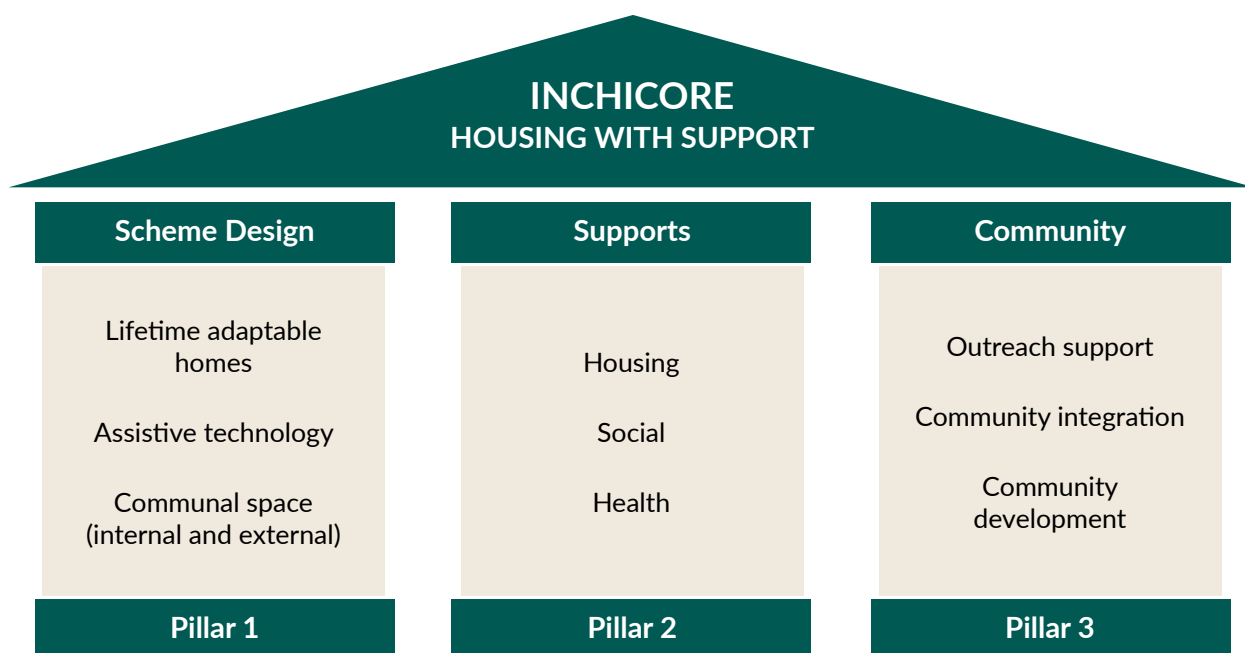 INCHICORE
HOUSING WITH SUPPORT
Scheme Design
Lifetime adaptable
homes
Assistive technology
Communal space
(internal and external)
Pillar 1
Supports
Housing
Social
Health
Pillar 2
Community
Outreach support
Community integration
Community
development
Pillar 3